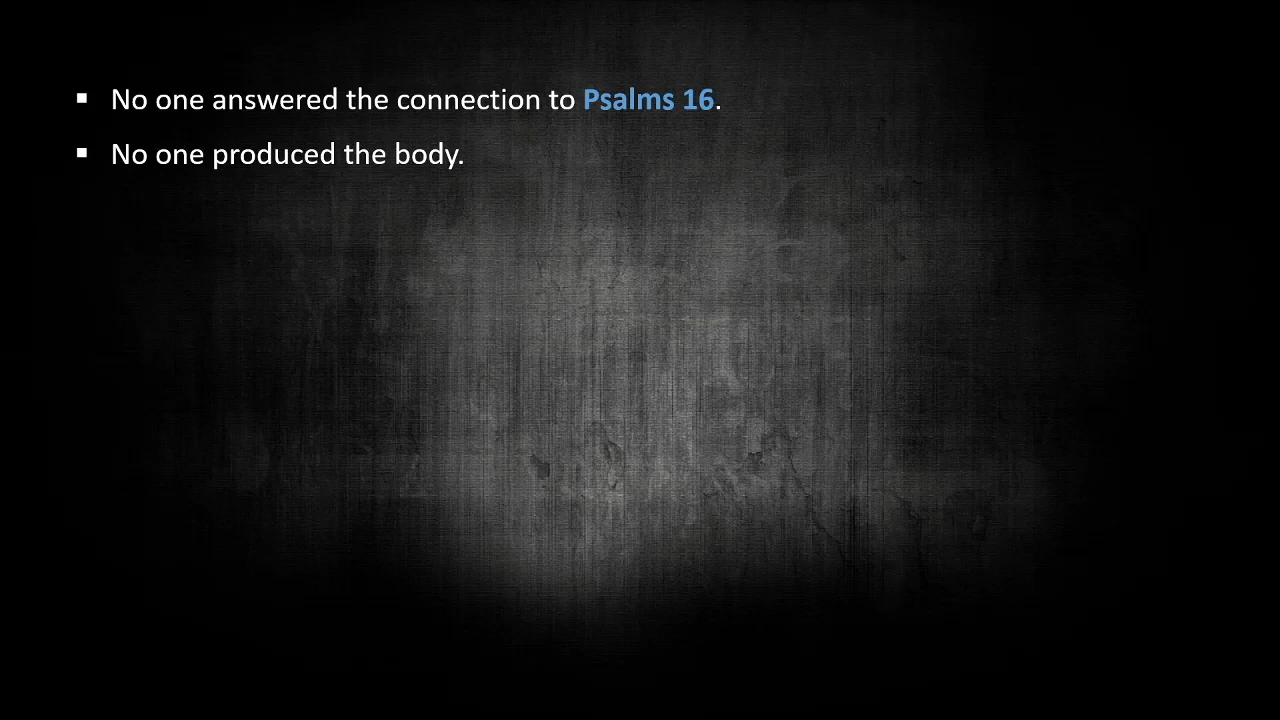 ▪ No one answered the connection to Psalms 16.
▪ No one produced the body.